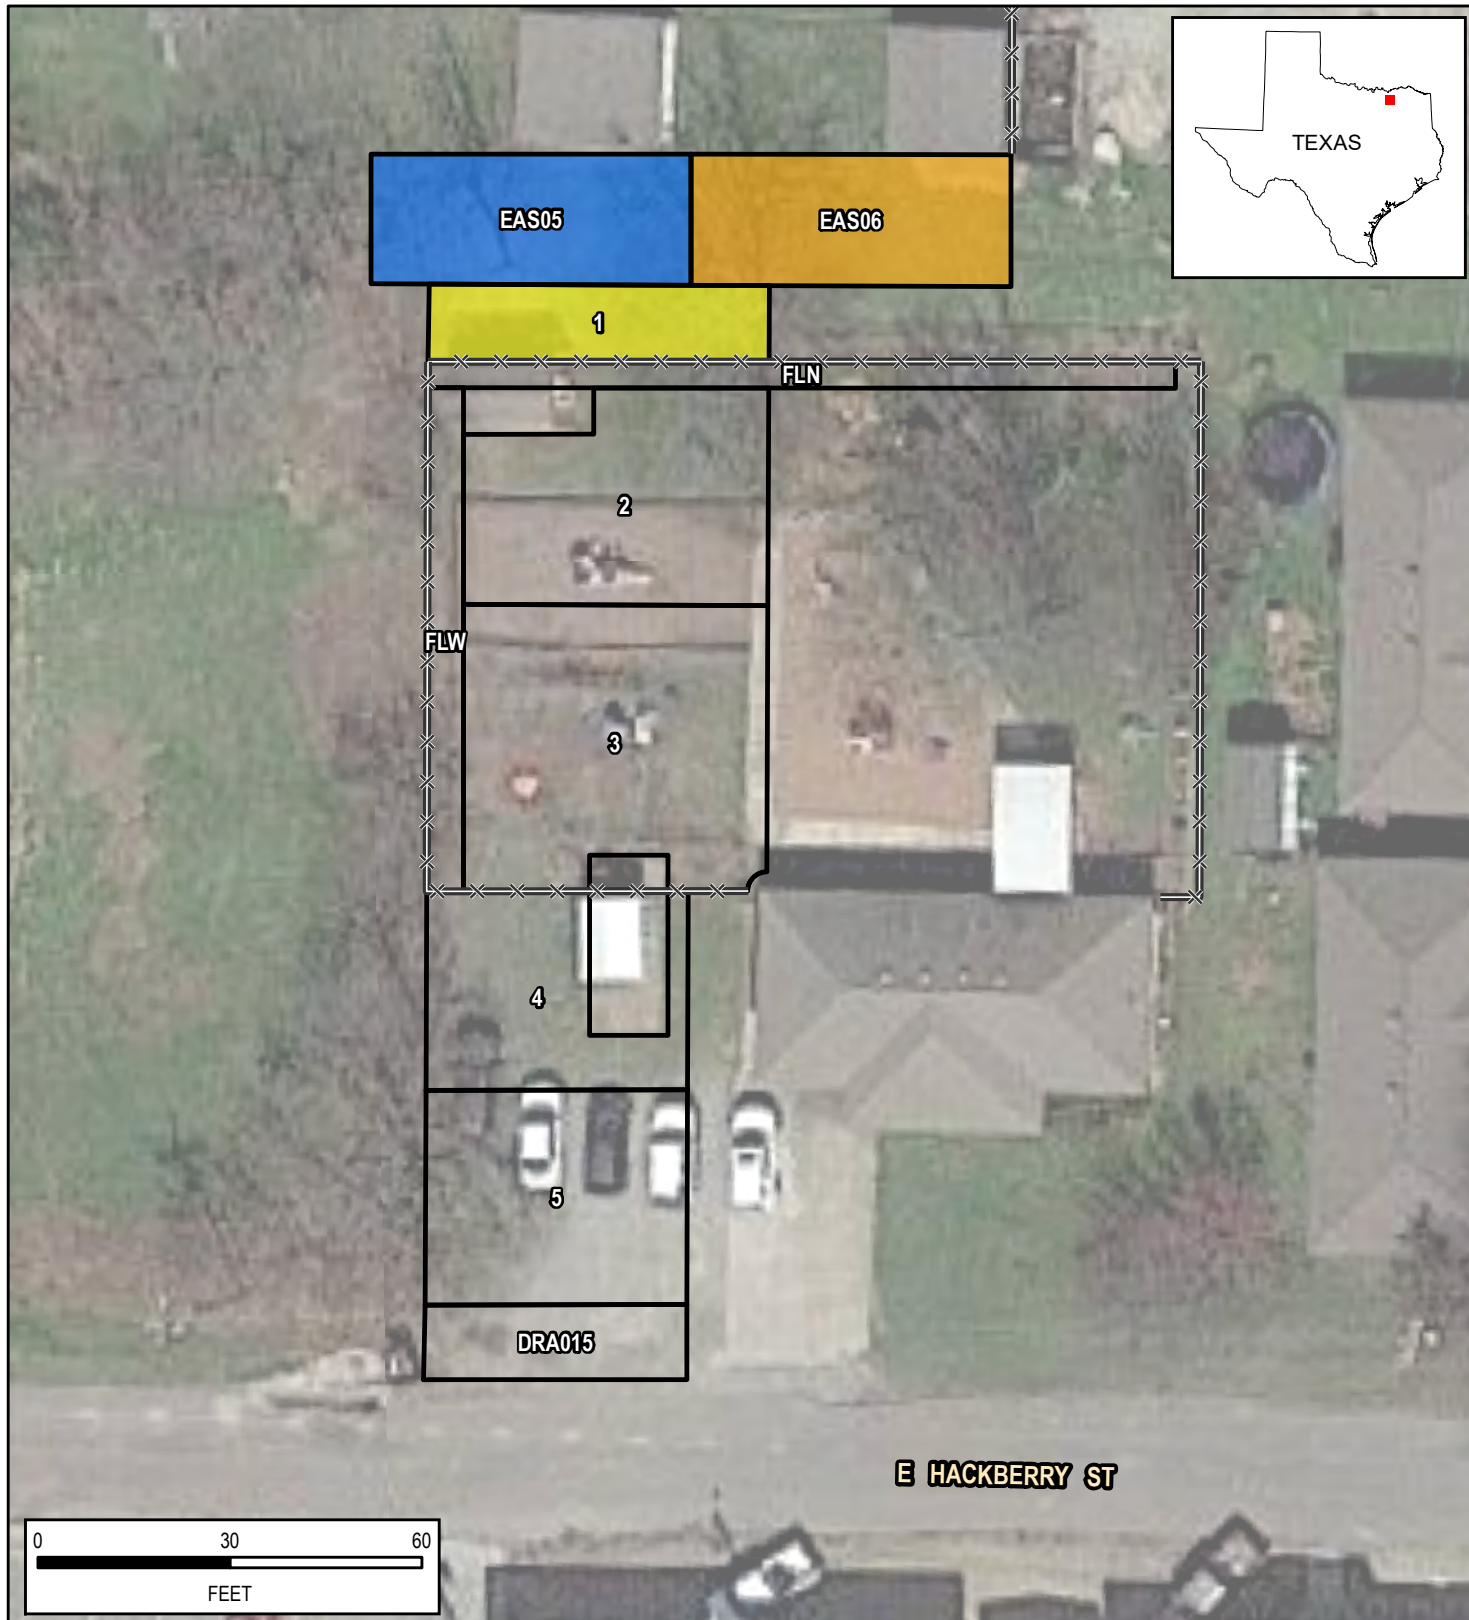 TEXAS
EAS05
EAS06
1
FLN
2
FLW
3
4
5
DRA015
E HACKBERRY ST
0 30 60
FEET